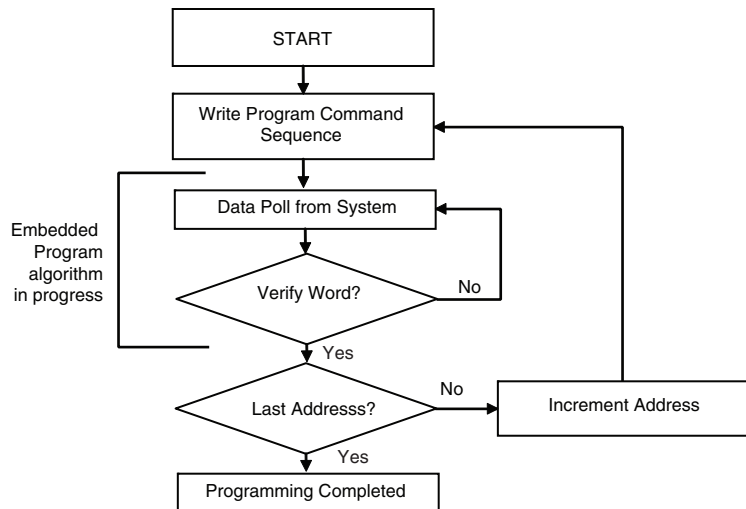 START
Write Program Command
Sequence
Data Poll from System
Embedded
Program
algorithm
in progress
Verify Word?
No
Yes
Last Addresss?
No
Increment Address
Yes
Programming Completed